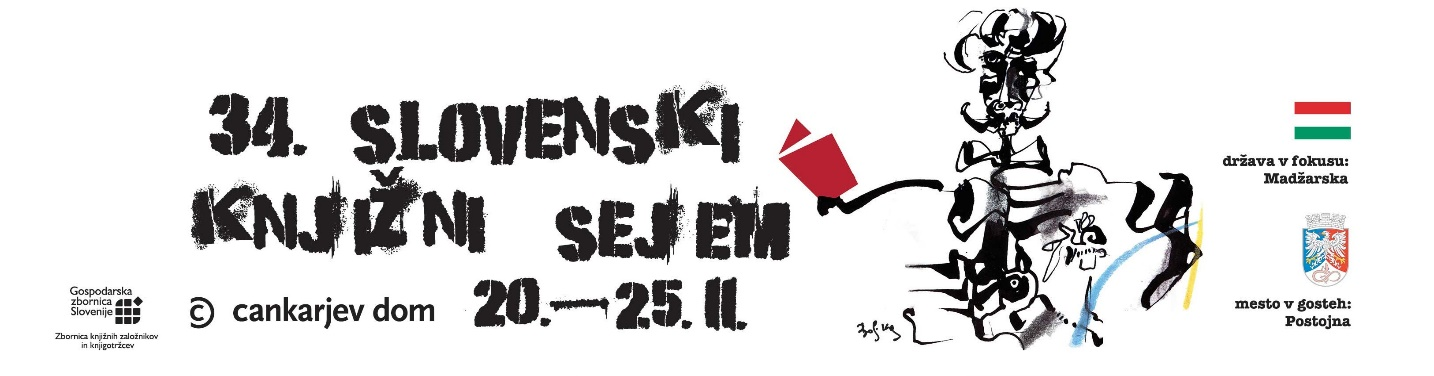 34. SLOVENSKI
KNJIŽNI SEJEM
20.—25. 11.
Gospodarska
zbornica
Slovenije
Zbornica knjižnih založnikov
in knjigotržcev
cankarjev dom
država v fokusu:
Madžarska
mesto v gosteh:
Postojna